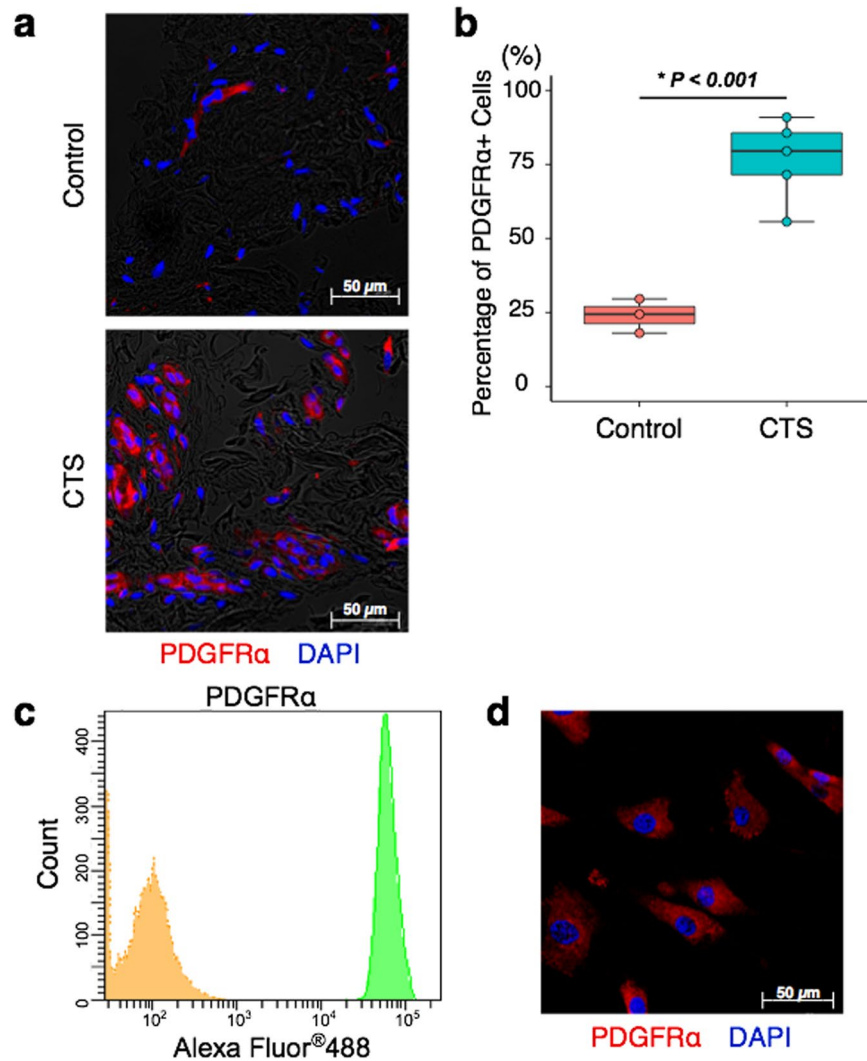 a
Control
50 µm
CTS
50 µm
PDGFRα DAPI
b
(%)
* P < 0.001
Percentage of PDGFRα+ Cells
100
75
50
25
0
Control CTS
c
PDGFRα
Count
400
300
200
100
0
10² 10³ 10⁴ 10⁵
Alexa Fluor®488
d
50 µm
PDGFRα DAPI